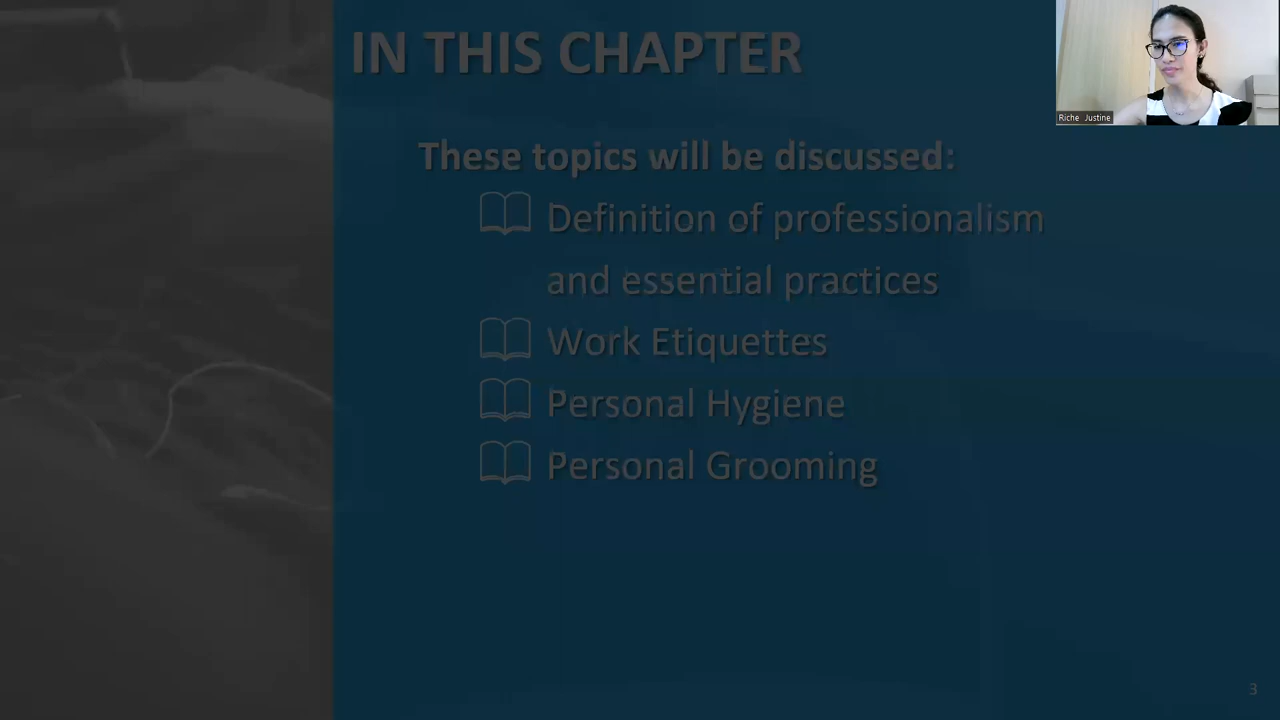 IN THIS CHAPTER
These topics will be discussed:
Definition of professionalism
and essential practices
Work Etiquettes
Personal Hygiene
Personal Grooming
Riche Justine
3